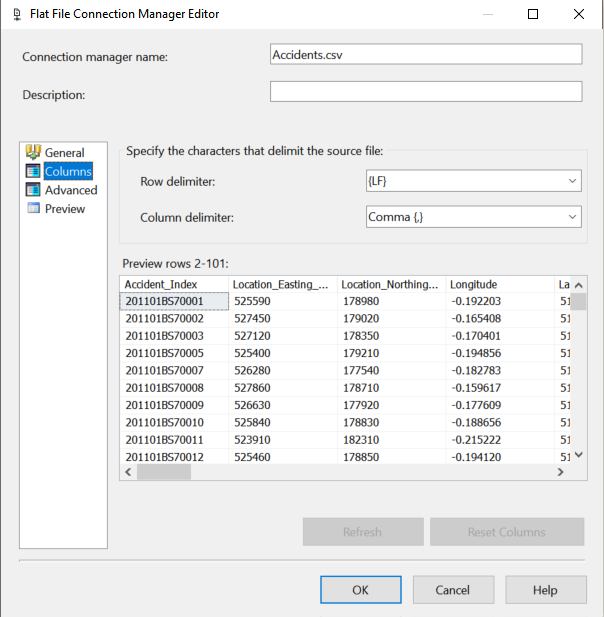 Flat File Connection Manager Editor
Connection manager name: Accidents.csv
Description:
General
Columns
Advanced
Preview
Specify the characters that delimit the source file:
Row delimiter: {LF}
Column delimiter: Comma {,}
Preview rows 2-101:
Accident_Index Location_Easting_... Location_Northing... Longitude La
201101BS70001 525590 178980 -0.192203 51
201101BS70002 527450 179020 -0.165408 51
201101BS70003 527120 178350 -0.170401 51
201101BS70005 525400 179210 -0.194856 51
201101BS70007 526280 177540 -0.182783 51
201101BS70008 527860 178710 -0.159617 51
201101BS70009 526630 177920 -0.177609 51
201101BS70010 525840 178830 -0.188656 51
201101BS70011 523910 182310 -0.215222 51
201101BS70012 525460 178850 -0.194120 51
Refresh Reset Columns
OK Cancel Help